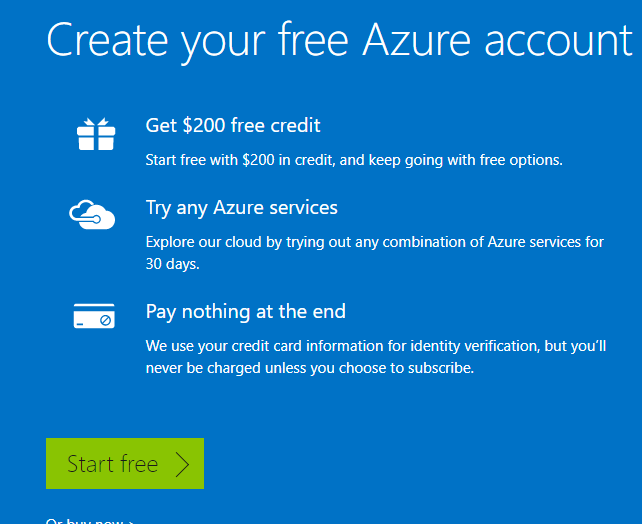 Create your free Azure account
Get $200 free credit
Start free with $200 in credit, and keep going with free options.
Try any Azure services
Explore our cloud by trying out any combination of Azure services for
30 days.
Pay nothing at the end
We use your credit card information for identity verification, but you'll
never be charged unless you choose to subscribe.
Start free
Or buy now >